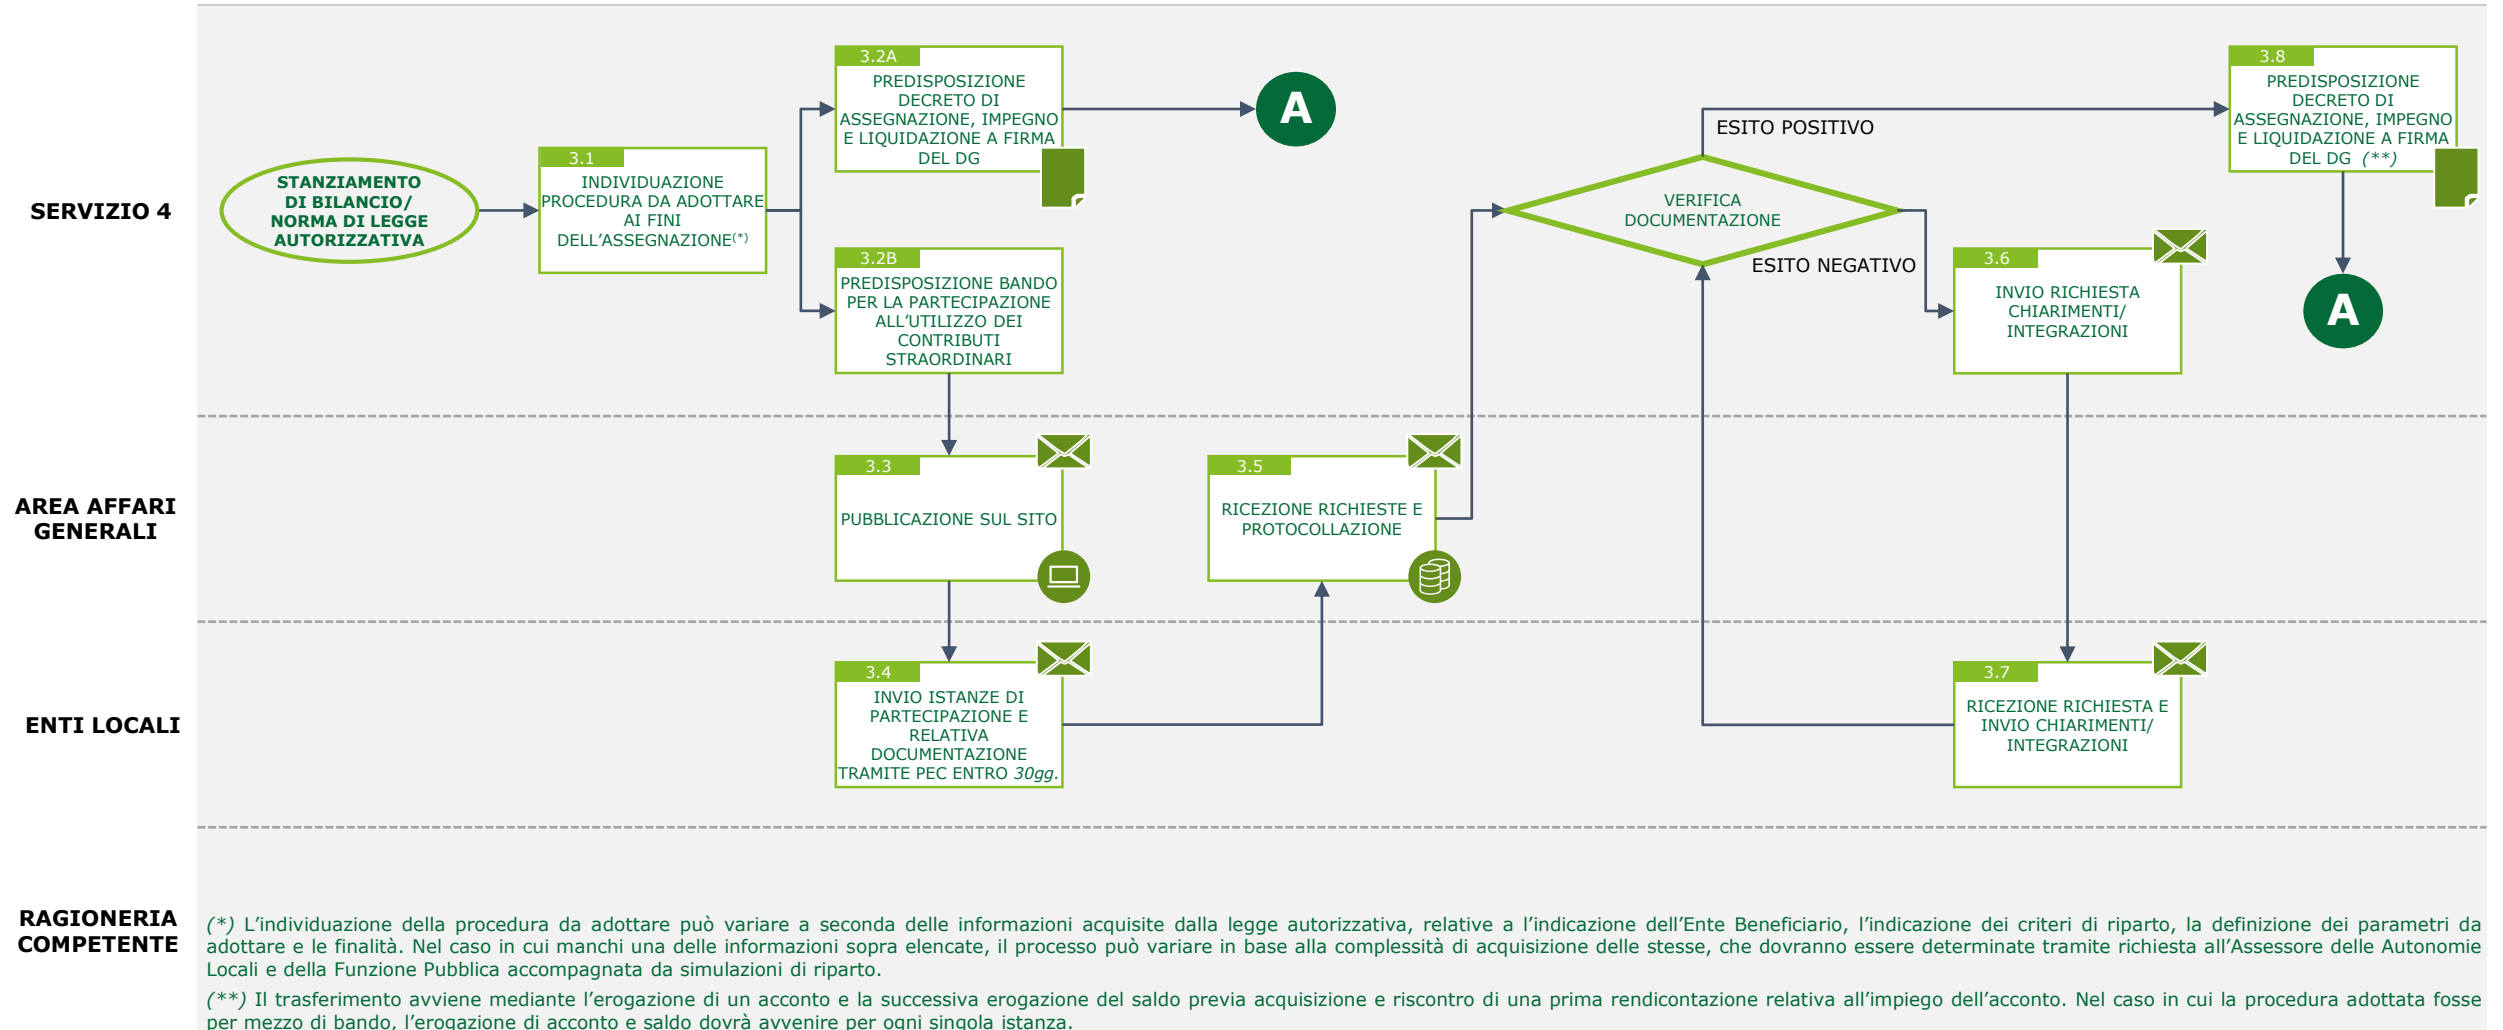 SERVIZIO 4
STANZIAMENTO
DI BILANCIO/
NORMA DI LEGGE
AUTORIZZATIVA
3.1
INDIVIDUAZIONE
PROCEDURA DA ADOTTARE
AI FINI
DELL’ASSEGNAZIONE(*)
3.2A
PREDISPOSIZIONE
DECRETO DI
ASSEGNAZIONE, IMPEGNO
E LIQUIDAZIONE A FIRMA
DEL DG
A
3.2B
PREDISPOSIZIONE BANDO
PER LA PARTECIPAZIONE
ALL’UTILIZZO DEI
CONTRIBUTI
STRAORDINARI
VERIFICA
DOCUMENTAZIONE
ESITO POSITIVO
ESITO NEGATIVO
3.6
INVIO RICHIESTA
CHIARIMENTI/
INTEGRAZIONI
3.8
PREDISPOSIZIONE
DECRETO DI
ASSEGNAZIONE, IMPEGNO
E LIQUIDAZIONE A FIRMA
DEL DG (**)
A
AREA AFFARI
GENERALI
3.3
PUBBLICAZIONE SUL SITO
3.5
RICEZIONE RICHIESTE E
PROTOCOLLAZIONE
ENTI LOCALI
3.4
INVIO ISTANZE DI
PARTECIPAZIONE E
RELATIVA
DOCUMENTAZIONE
TRAMITE PEC ENTRO 30gg.
3.7
RICEZIONE RICHIESTA E
INVIO CHIARIMENTI/
INTEGRAZIONI
RAGIONERIA
COMPETENTE
(*) L’individuazione della procedura da adottare può variare a seconda delle informazioni acquisite dalla legge autorizzativa, relative a l’indicazione dell’Ente Beneficiario, l’indicazione dei criteri di riparto, la definizione dei parametri da
adottare e le finalità. Nel caso in cui manchi una delle informazioni sopra elencate, il processo può variare in base alla complessità di acquisizione delle stesse, che dovranno essere determinate tramite richiesta all’Assessore delle Autonomie
Locali e della Funzione Pubblica accompagnata da simulazioni di riparto.
(**) Il trasferimento avviene mediante l’erogazione di un acconto e la successiva erogazione del saldo previa acquisizione e riscontro di una prima rendicontazione relativa all’impiego dell’acconto. Nel caso in cui la procedura adottata fosse
per mezzo di bando, l’erogazione di acconto e saldo dovrà avvenire per ogni singola istanza.